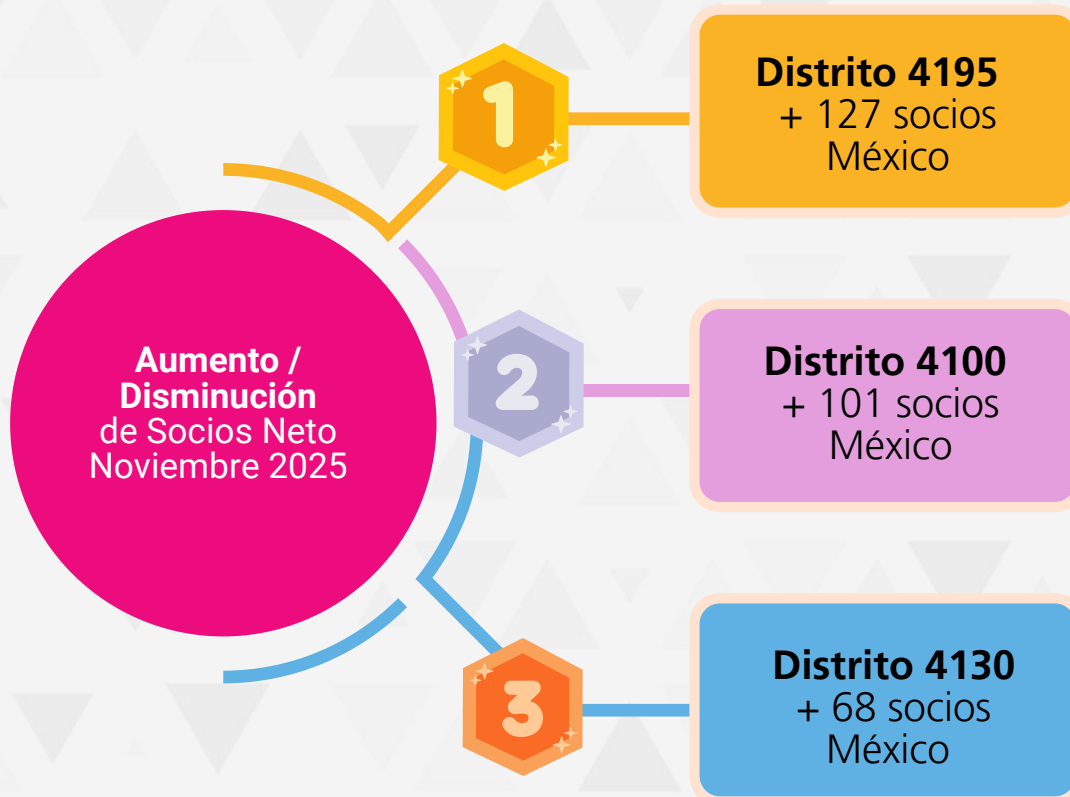 1
Distrito 4195
+ 127 socios
México
Aumento /
Disminución
de Socios Neto
Noviembre 2025
2
Distrito 4100
+ 101 socios
México
3
Distrito 4130
+ 68 socios
México